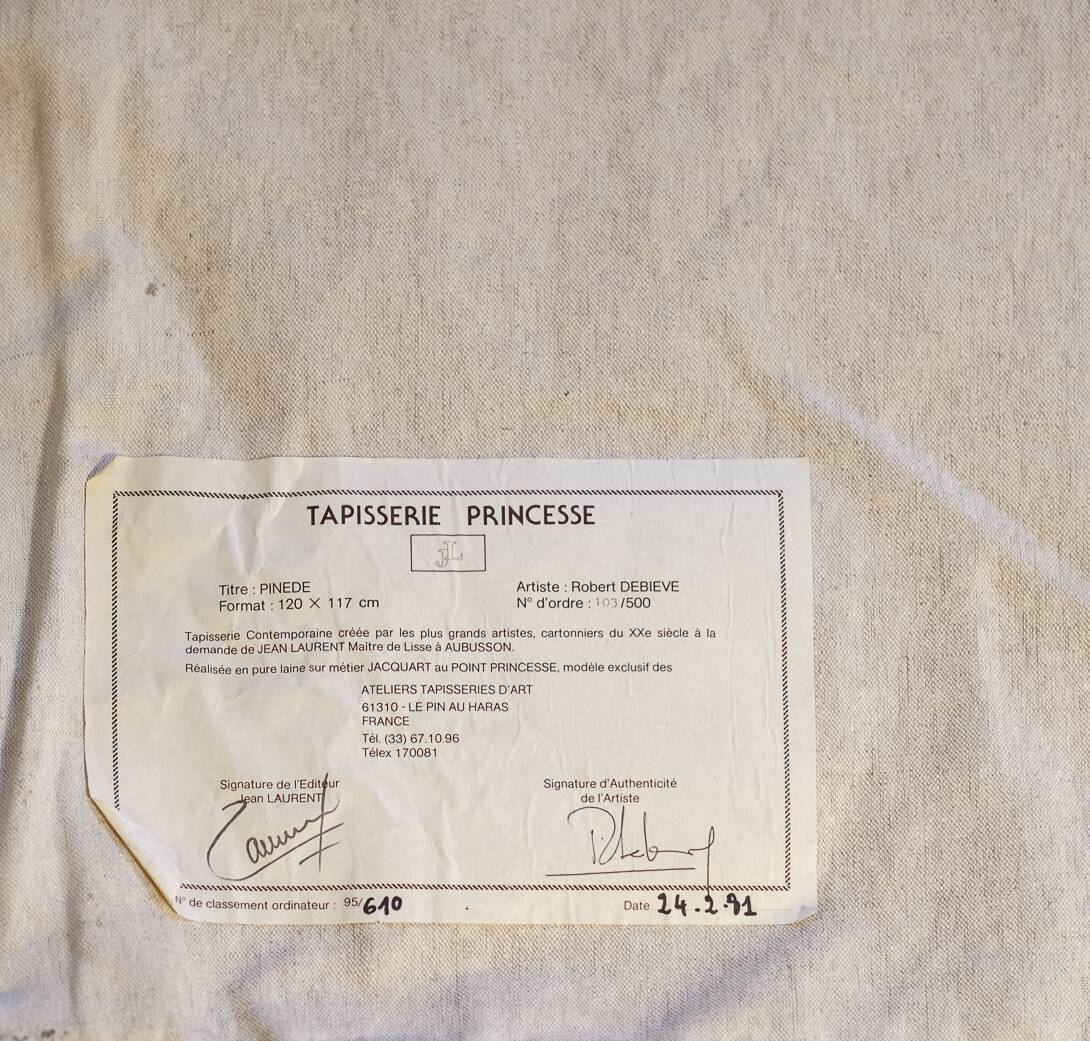 TAPISSERIE PRINCESSE
JL
Titre : PINEDE
Format : 120 X 117 cm
Artiste : Robert DEBIEVE
N° d'ordre : 103/500
Tapisserie Contemporaine créée par les plus grands artistes, cartonniers du XXe siècle à la
demande de JEAN LAURENT Maître de Lisse à AUBUSSON.
Réalisée en pure laine sur métier JACQUART au POINT PRINCESSE, modèle exclusif des
ATELIERS TAPISSERIES D'ART
61310 - LE PIN AU HARAS
FRANCE
Tél. (33) 67.10.96
Télex 170081
Signature de l'Editeur
Jean LAURENT
Signature d'Authenticité
de l'Artiste
N° de classement ordinateur : 95/610
Date 24.2.81